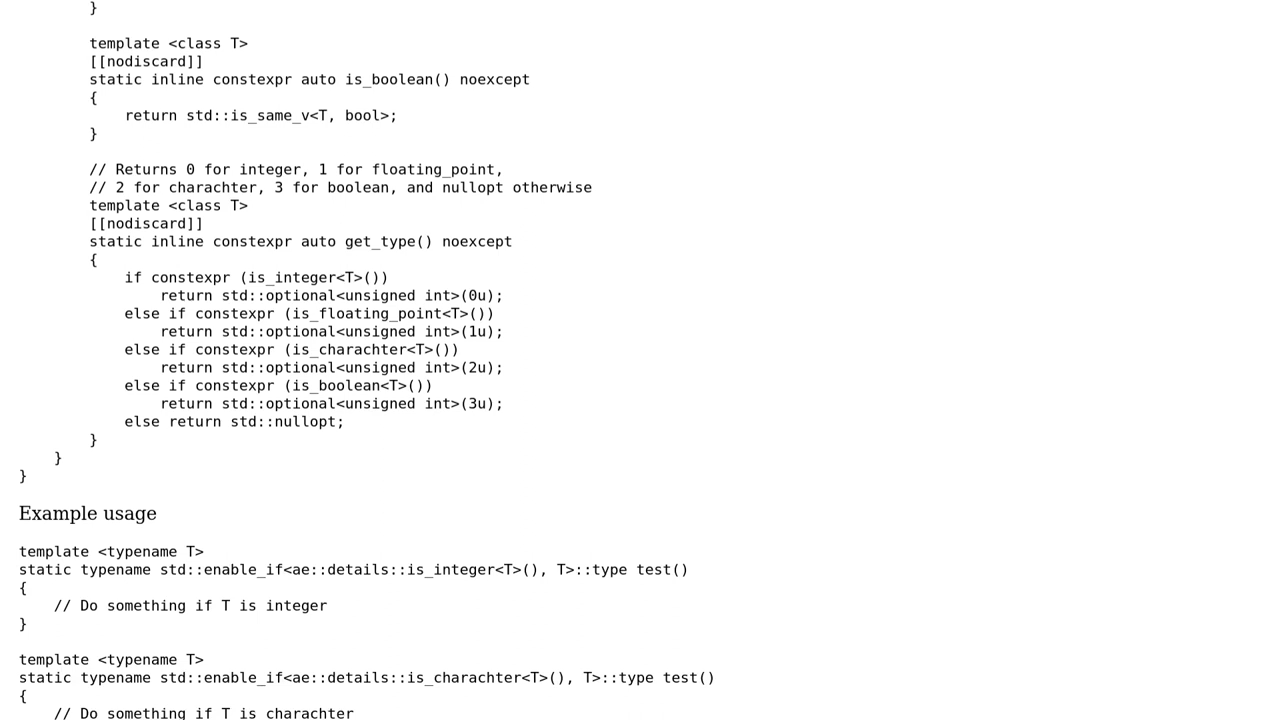 }

        template <class T>
        [[nodiscard]]
        static inline constexpr auto is_boolean() noexcept
        {
            return std::is_same_v<T, bool>;
        }

        // Returns 0 for integer, 1 for floating_point,
        // 2 for charachter, 3 for boolean, and nullopt otherwise
        template <class T>
        [[nodiscard]]
        static inline constexpr auto get_type() noexcept
        {
            if constexpr (is_integer<T>())
                return std::optional<unsigned int>(0u);
            else if constexpr (is_floating_point<T>())
                return std::optional<unsigned int>(1u);
            else if constexpr (is_charachter<T>())
                return std::optional<unsigned int>(2u);
            else if constexpr (is_boolean<T>())
                return std::optional<unsigned int>(3u);
            else return std::nullopt;
        }
    }
}
Example usage
template <typename T>
static typename std::enable_if<ae::details::is_integer<T>(), T>::type test()
{
    // Do something if T is integer
}

template <typename T>
static typename std::enable_if<ae::details::is_charachter<T>(), T>::type test()
{
    // Do something if T is charachter